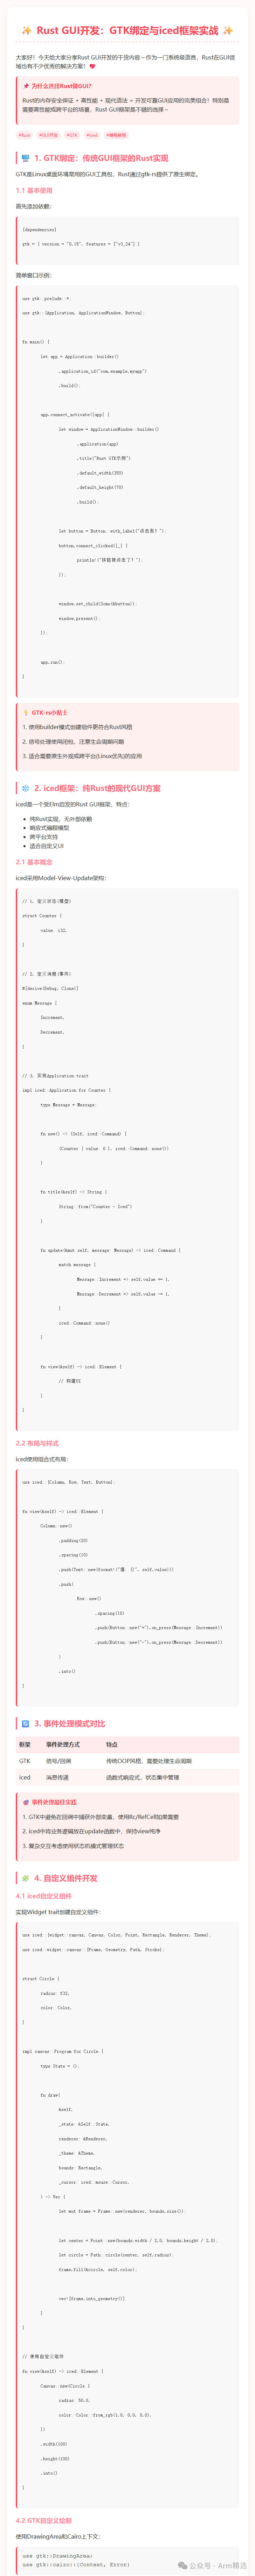 ✨ Rust GUI开发：GTK绑定与iced框架实战 ✨
大家好！今天给大家分享Rust GUI开发的干货内容～作为一门系统级语言，Rust在GUI领
域也有不少优秀的解决方案！
📌 为什么选择Rust做GUI?
Rust的内存安全保证 + 高性能 + 现代语法 = 开发可靠GUI应用的完美组合！特别是
需要高性能或跨平台的场景，Rust GUI框架是不错的选择～
#Rust #GUI开发 #GTK #iced #编程教程
1. GTK绑定：传统GUI框架的Rust实现
GTK是Linux桌面环境常用的GUI工具包，Rust通过gtk-rs提供了原生绑定。
1.1 基本使用
首先添加依赖：
[dependencies]
gtk = { version = "0.15", features = ["v3_24"] }
简单窗口示例：
use gtk::prelude::*;
use gtk::{Application, ApplicationWindow, Button};
fn main() {
let app = Application::builder()
.application_id("com.example.myapp")
.build();
app.connect_activate(|app| {
let window = ApplicationWindow::builder()
.application(app)
.title("Rust GTK示例")
.default_width(350)
.default_height(70)
.build();
let button = Button::with_label("点击我！");
button.connect_clicked(|_| {
println!("按钮被点击了！");
});
window.set_child(Some(&button));
window.present();
});
app.run();
}
💡 GTK-rs小贴士
1. 使用builder模式创建组件更符合Rust风格
2. 信号处理使用闭包，注意生命周期问题
3. 适合需要原生外观或跨平台(Linux优先)的应用
2. iced框架：纯Rust的现代GUI方案
iced是一个受Elm启发的Rust GUI框架，特点：
纯Rust实现，无外部依赖
响应式编程模型
跨平台支持
适合自定义UI
2.1 基本概念
iced采用Model-View-Update架构：
// 1. 定义状态(模型)
struct Counter {
value: i32,
}
// 2. 定义消息(事件)
#[derive(Debug, Clone)]
enum Message {
Increment,
Decrement,
}
// 3. 实现Application trait
impl iced::Application for Counter {
type Message = Message;
fn new() -> (Self, iced::Command) {
(Counter { value: 0 }, iced::Command::none())
}
fn title(&self) -> String {
String::from("Counter - Iced")
}
fn update(&mut self, message: Message) -> iced::Command {
match message {
Message::Increment => self.value += 1,
Message::Decrement => self.value -= 1,
}
iced::Command::none()
}
fn view(&self) -> iced::Element {
// 构建UI
}
}
2.2 布局与样式
iced使用组合式布局：
use iced::{Column, Row, Text, Button};
fn view(&self) -> iced::Element {
Column::new()
.padding(20)
.spacing(10)
.push(Text::new(format!("值: {}", self.value)))
.push(
Row::new()
.spacing(10)
.push(Button::new("+").on_press(Message::Increment))
.push(Button::new("-").on_press(Message::Decrement))
)
.into()
}
3. 事件处理模式对比
框架 事件处理方式 特点
GTK 信号/回调 传统OOP风格，需要处理生命周期
iced 消息传递 函数式响应式，状态集中管理
🎯 事件处理最佳实践
1. GTK中避免在回调中捕获外部变量，使用Rc/RefCell如果需要
2. iced中将业务逻辑放在update函数中，保持view纯净
3. 复杂交互考虑使用状态机模式管理状态
4. 自定义组件开发
4.1 iced自定义组件
实现Widget trait创建自定义组件：
use iced::{widget::canvas, Canvas, Color, Point, Rectangle, Renderer, Theme};
use iced::widget::canvas::{Frame, Geometry, Path, Stroke};
struct Circle {
radius: f32,
color: Color,
}
impl canvas::Program for Circle {
type State = ();
fn draw(
&self,
_state: &Self::State,
renderer: &Renderer,
_theme: &Theme,
bounds: Rectangle,
_cursor: iced::mouse::Cursor,
) -> Vec {
let mut frame = Frame::new(renderer, bounds.size());
let center = Point::new(bounds.width / 2.0, bounds.height / 2.0);
let circle = Path::circle(center, self.radius);
frame.fill(&circle, self.color);
vec![frame.into_geometry()]
}
}
// 使用自定义组件
fn view(&self) -> iced::Element {
Canvas::new(Circle {
radius: 50.0,
color: Color::from_rgb(1.0, 0.0, 0.0),
})
.width(100)
.height(100)
.into()
}
4.2 GTK自定义绘制
使用DrawingArea和Cairo上下文：
use gtk::DrawingArea;
use gtk::cairo::{Context, Error}
公众号 · Arm精选